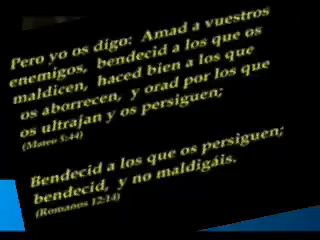 Pero yo os digo: Amad a vuestros
enemigos, bendecid a los que os
maldicen, haced bien a los que
os aborrecen, y orad por los que
os ultrajan y os persiguen;
(Mateo 5:44)
Bendecid a los que os persiguen;
bendecid, y no maldigáis.
(Romanos 12:14)